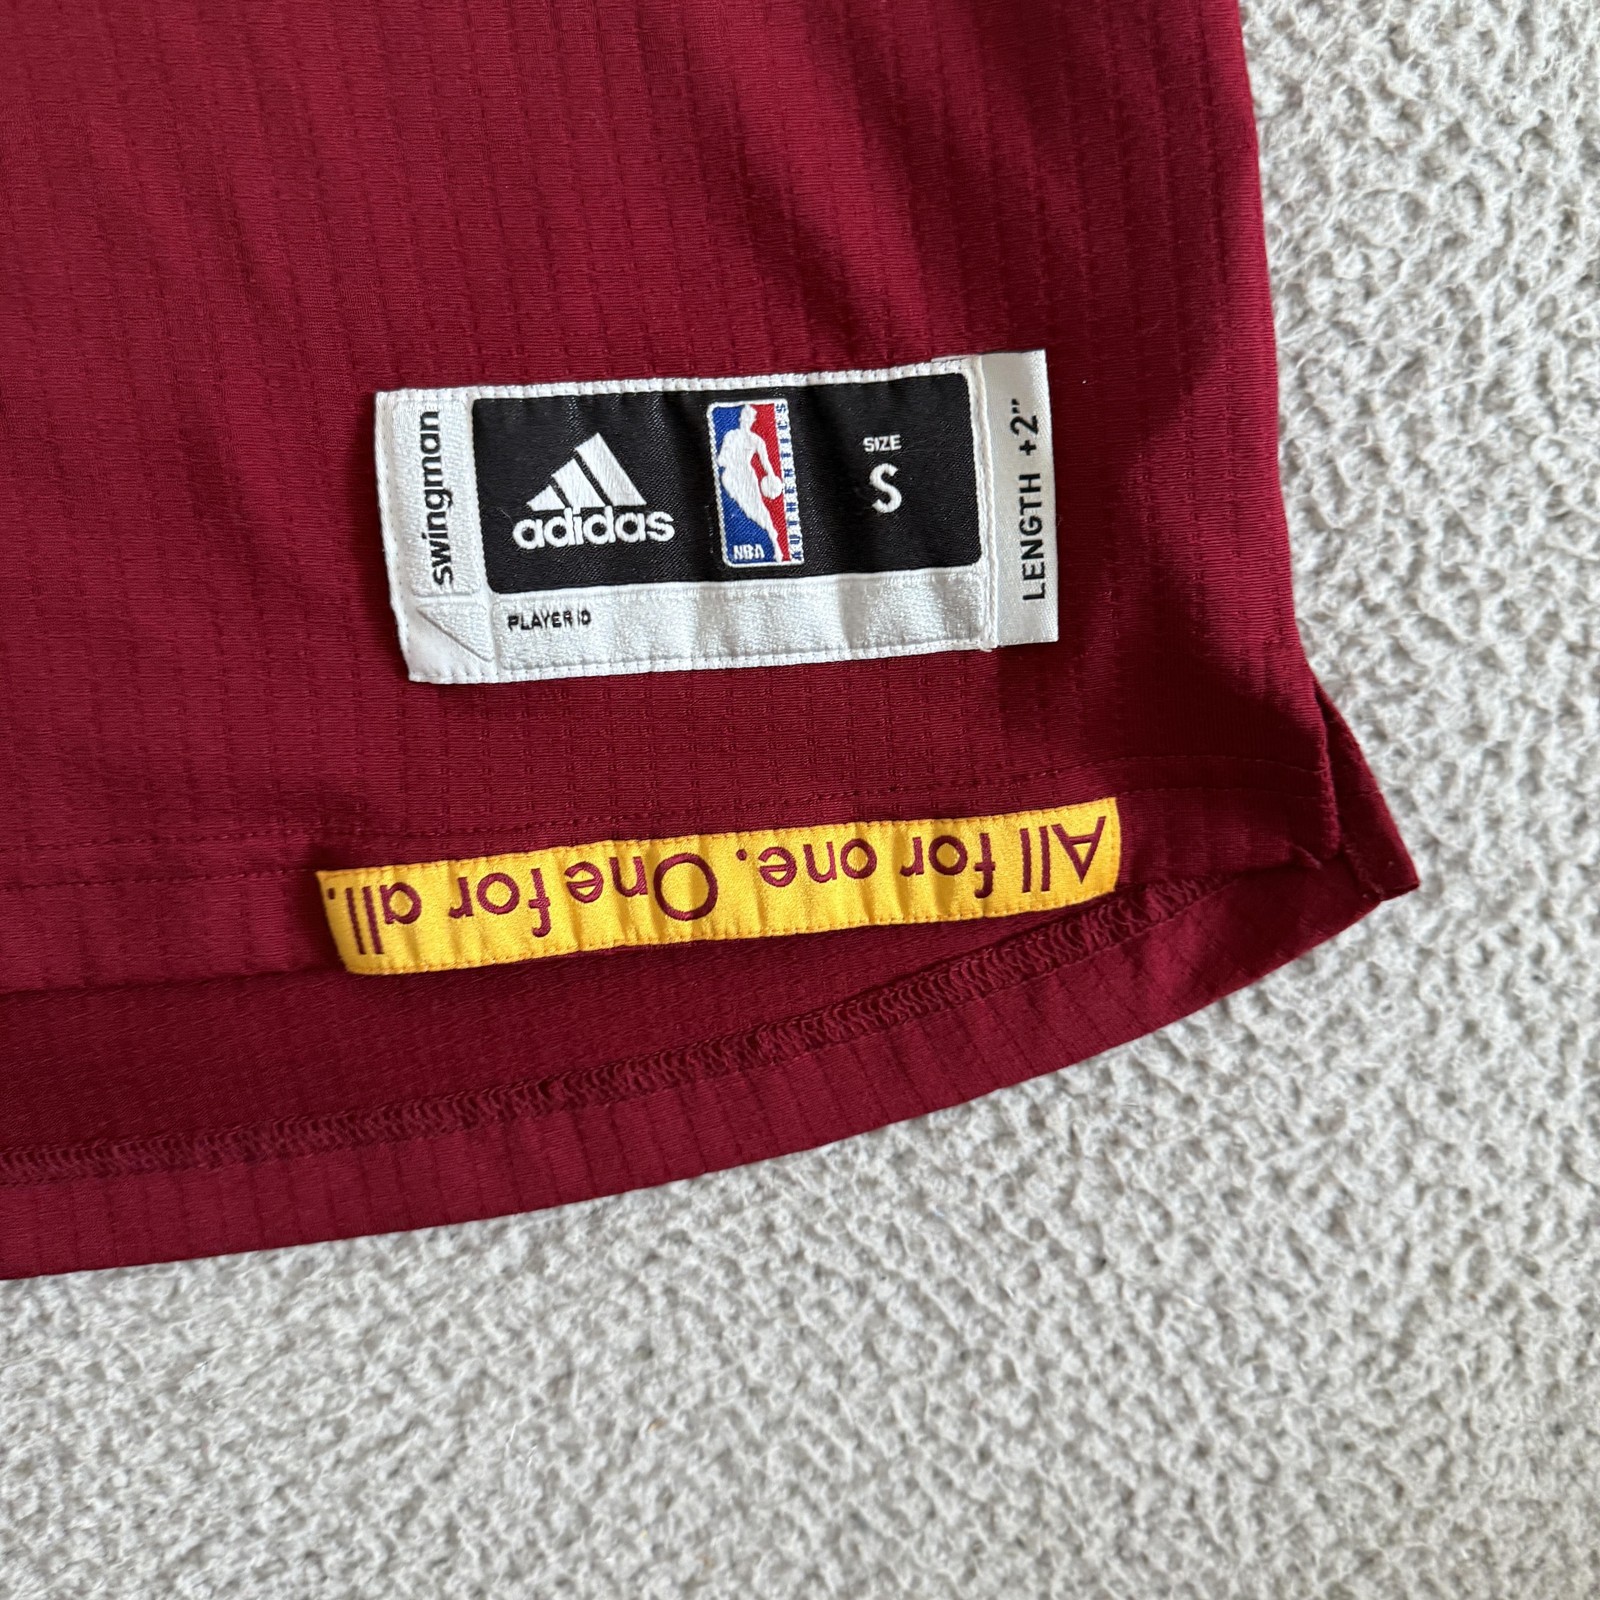 swingman
adidas
NBA
AUTHENTICS
SIZE
S
LENGTH +2"
PLAYER ID
All for one. One for all.